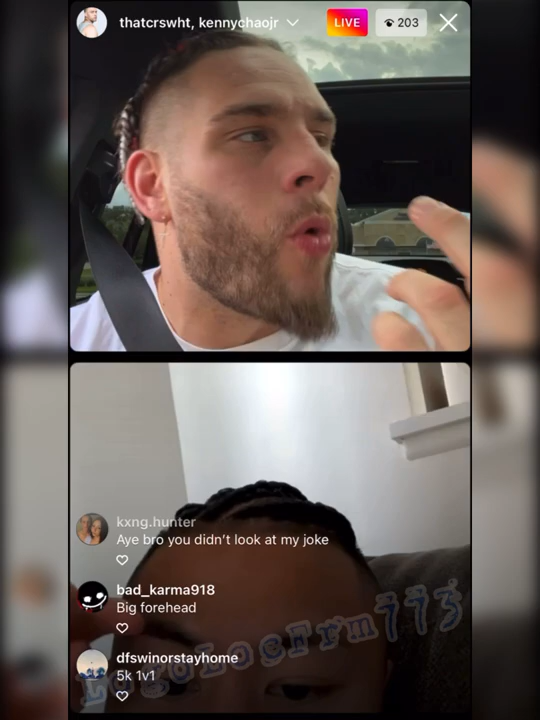 thatcrswht, kennychaojr
LIVE
203
kxng.hunter
Aye bro you didn’t look at my joke
bad_karma918
Big forehead
LogoLocFrm773
dfswinorstayhome
5k 1v1